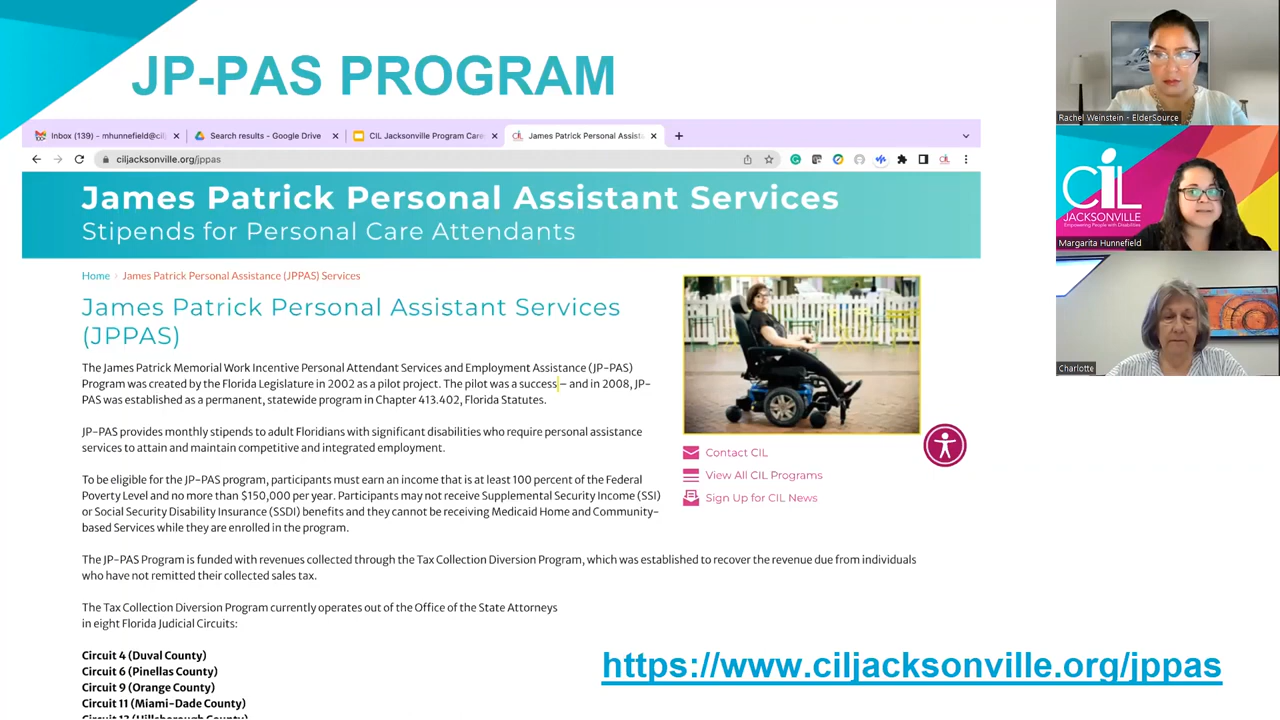 JP-PAS PROGRAM
Inbox (139) - mhunnefield@cil
Search results - Google Drive
CIL Jacksonville Program Care
James Patrick Personal Assista
ciljacksonville.org/jppas
James Patrick Personal Assistant Services
Stipends for Personal Care Attendants
Home › James Patrick Personal Assistance (JPPAS) Services
James Patrick Personal Assistant Services
(JPPAS)
The James Patrick Memorial Work Incentive Personal Attendant Services and Employment Assistance (JP-PAS)
Program was created by the Florida Legislature in 2002 as a pilot project. The pilot was a success – and in 2008, JP-
PAS was established as a permanent, statewide program in Chapter 413.402, Florida Statutes.
JP-PAS provides monthly stipends to adult Floridians with significant disabilities who require personal assistance
services to attain and maintain competitive and integrated employment.
To be eligible for the JP-PAS program, participants must earn an income that is at least 100 percent of the Federal
Poverty Level and no more than $150,000 per year. Participants may not receive Supplemental Security Income (SSI)
or Social Security Disability Insurance (SSDI) benefits and they cannot be receiving Medicaid Home and Community-
based Services while they are enrolled in the program.
The JP-PAS Program is funded with revenues collected through the Tax Collection Diversion Program, which was established to recover the revenue due from individuals
who have not remitted their collected sales tax.
The Tax Collection Diversion Program currently operates out of the Office of the State Attorneys
in eight Florida Judicial Circuits:
Circuit 4 (Duval County)
Circuit 6 (Pinellas County)
Circuit 9 (Orange County)
Circuit 11 (Miami-Dade County)
Circuit 13 (Hillsborough County)
Contact CIL
View All CIL Programs
Sign Up for CIL News
https://www.ciljacksonville.org/jppas
Rachel Weinstein - ElderSource
CIL
JACKSONVILLE
Empowering People with Disabilities
Margarita Hunnefield
Charlotte